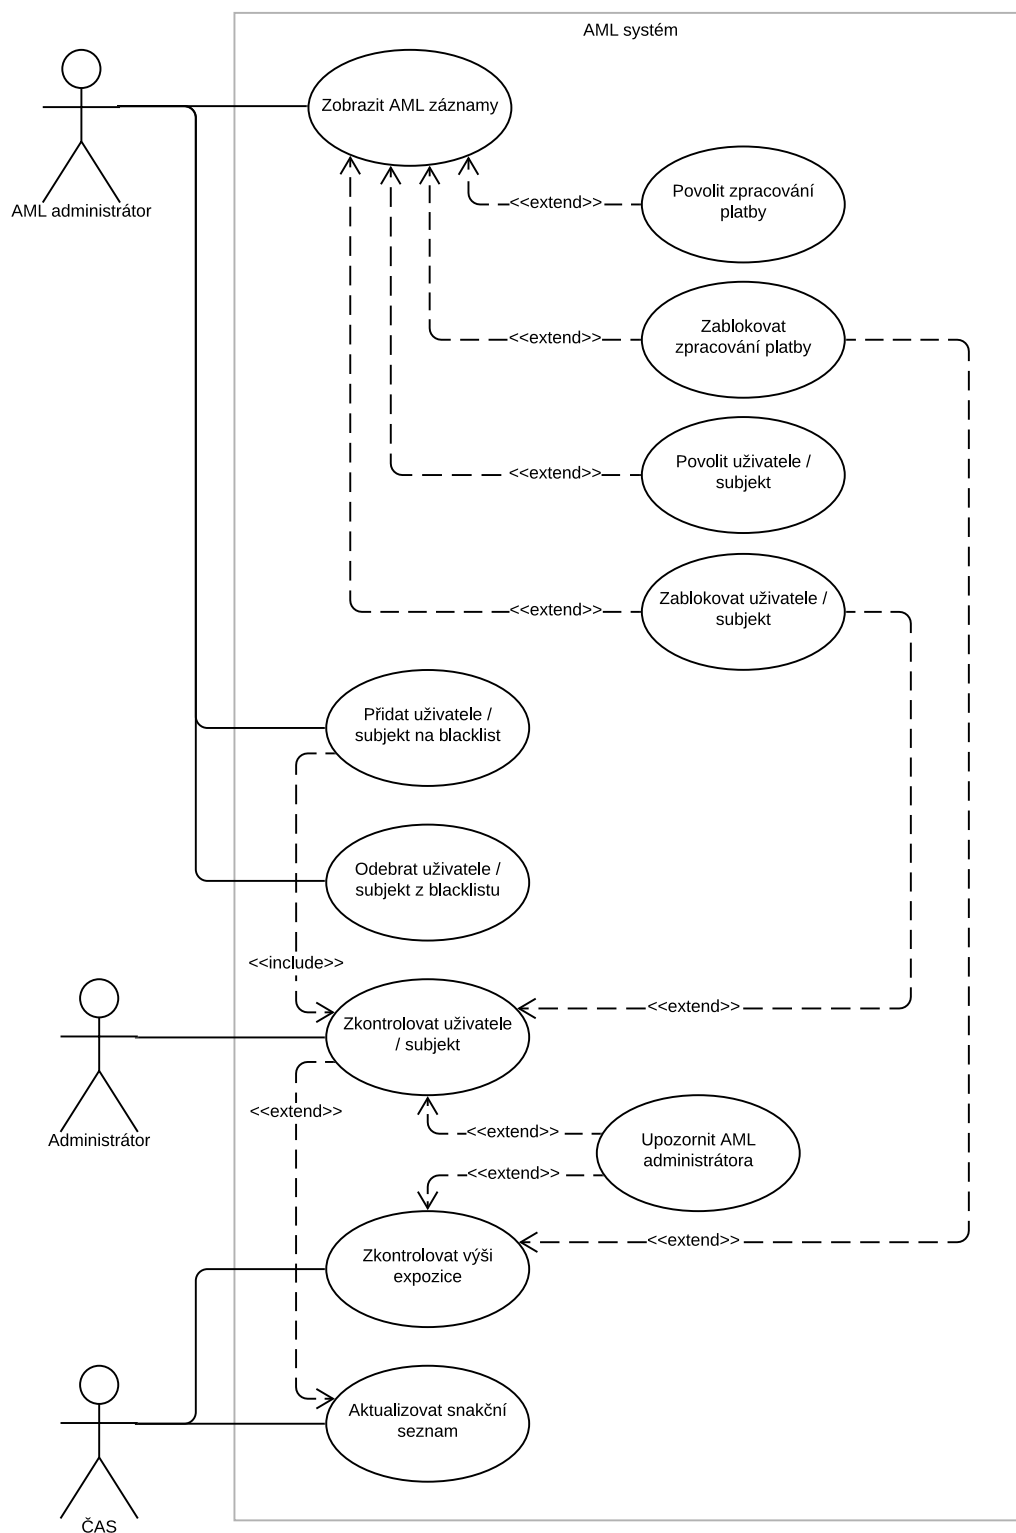 AML systém
Zobrazit AML záznamy
AML administrátor
<<extend>>
Povolit zpracování
platby
<<extend>>
Zablokovat
zpracování platby
<<extend>>
Povolit uživatele /
subjekt
<<extend>>
Zablokovat uživatele /
subjekt
Přidat uživatele /
subjekt na blacklist
Odebrat uživatele /
subjekt z blacklistu
<<include>>
<<extend>>
Zkontrolovat uživatele
/ subjekt
Administrátor
<<extend>>
<<extend>>
Upozornit AML
administrátora
<<extend>>
<<extend>>
Zkontrolovat výši
expozice
Aktualizovat snakční
seznam
ČAS